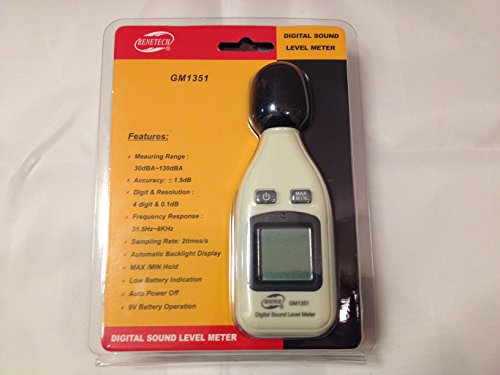 BENETECH
®
DIGITAL SOUND
LEVEL METER
GM1351
Features:
Meauring Range :
30dBA~130dBA
Accuracy: ±1.5dB
Digit & Resolution :
4 digit & 0.1dB
Frequency Response :
31.5Hz~8KHz
Sampling Rate: 2times/s
Automatic Backlight Display
MAX /MIN Hold
Low Battery Indication
Auto Power Off
9V Battery Operation
DIGITAL SOUND LEVEL METER
MAX
MIN
BENETECH GM1351
Digital Sound Level Meter